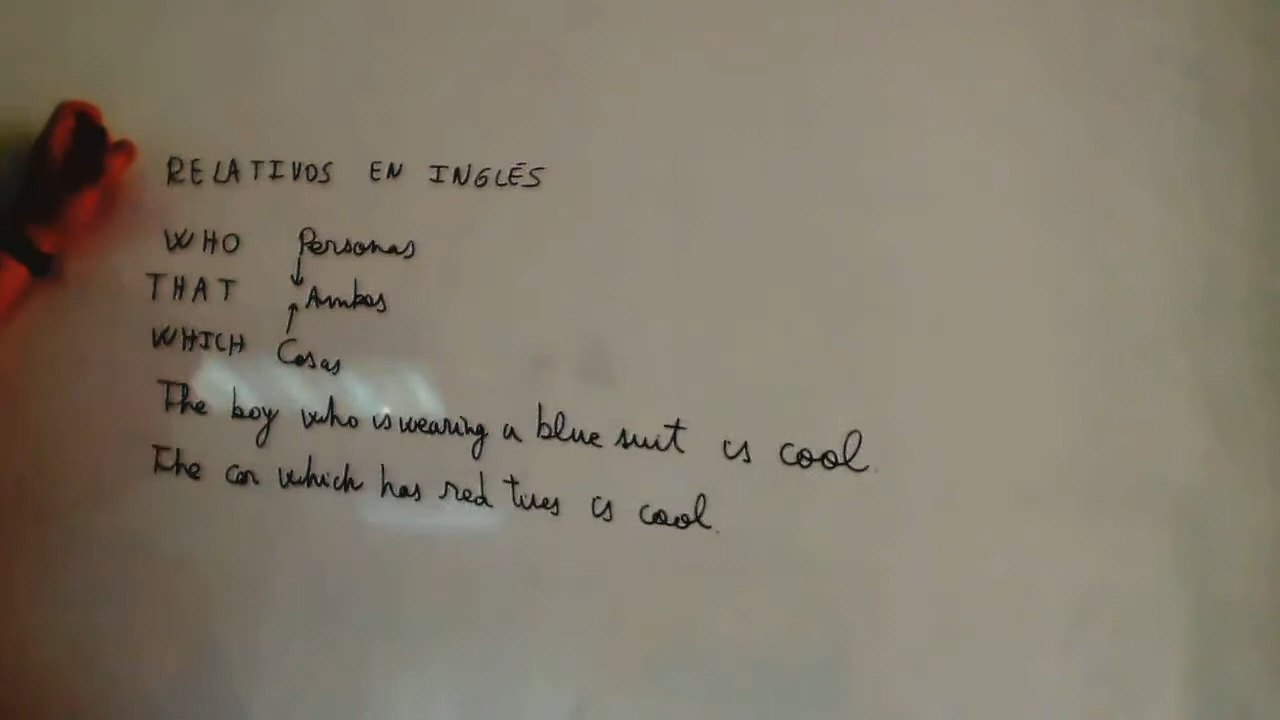 RELATIVOS EN INGLÉS
WHO Personas
THAT Ambas
WHICH Cosas
The boy who is wearing a blue suit is cool.
The car which has red tires is cool.